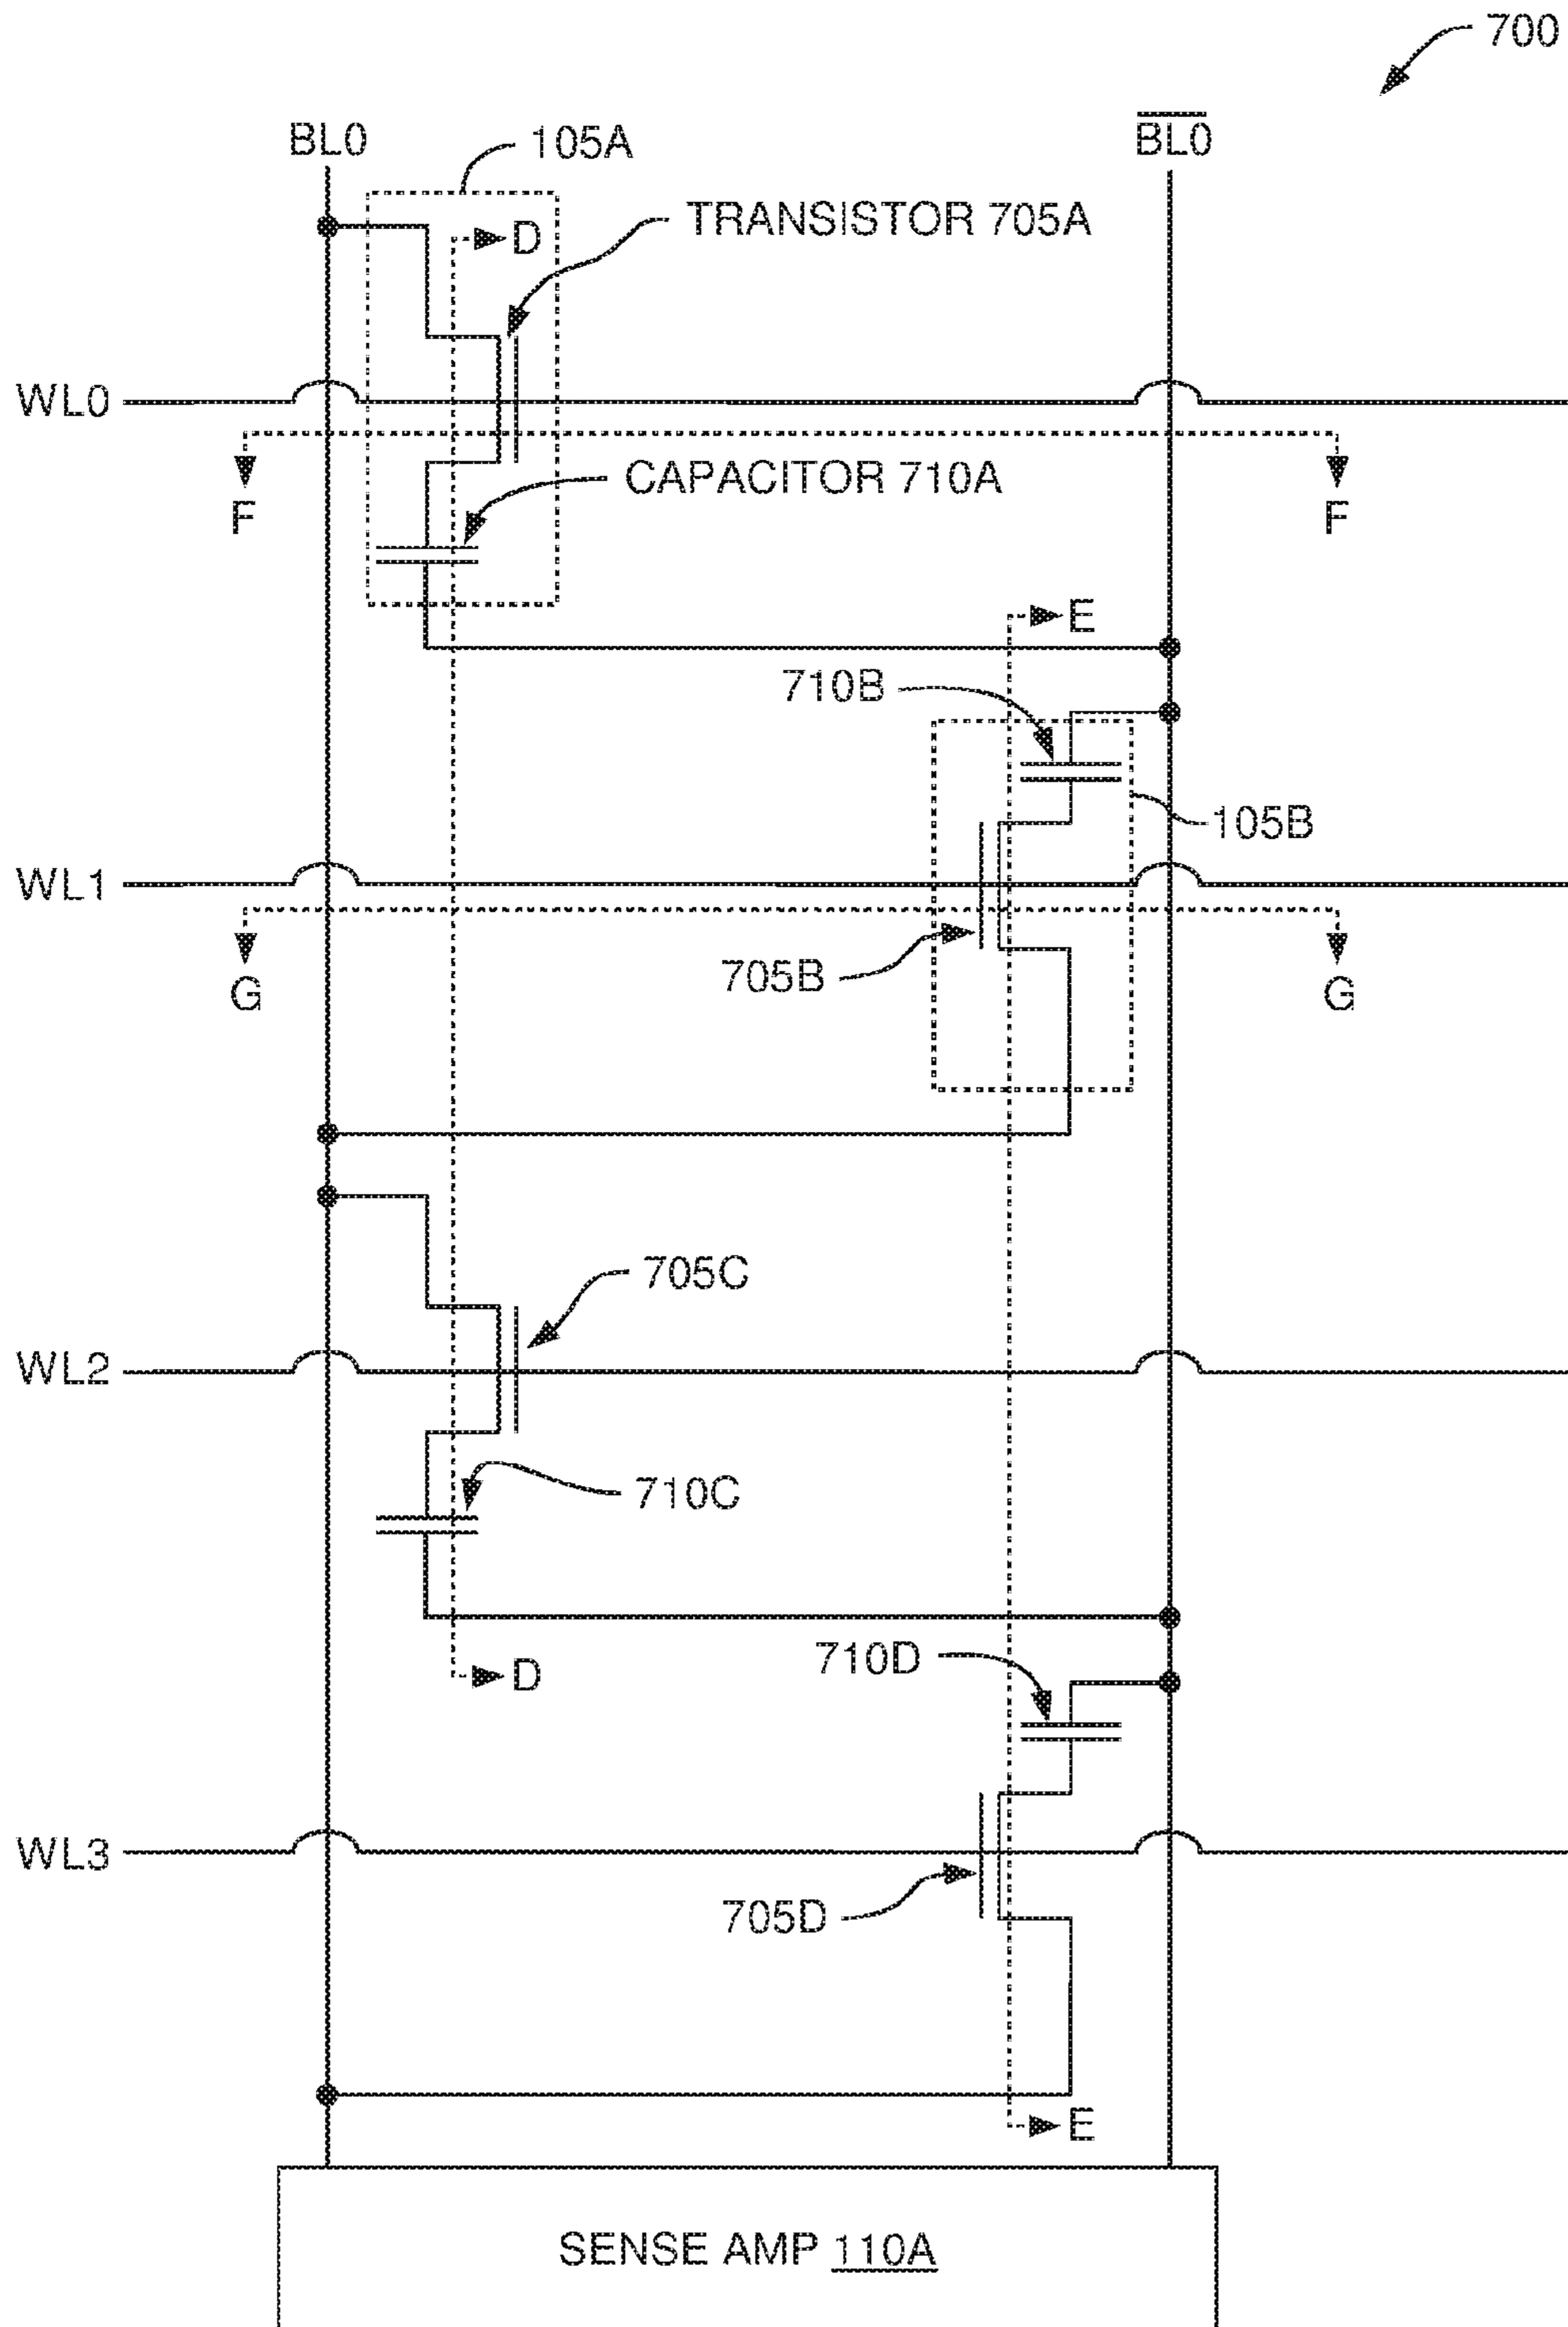 700
BL0
B̅L̅0̅
105A
TRANSISTOR 705A
D
WL0
CAPACITOR 710A
F
F
E
710B
105B
WL1
705B
G
G
705C
WL2
710C
710D
D
WL3
705D
E
SENSE AMP 110A